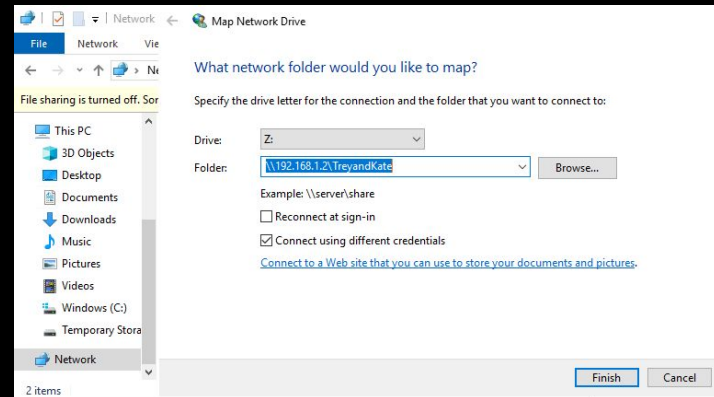 Network
Map Network Drive
File
Network
Vie
Ne
File sharing is turned off. Sor
This PC
3D Objects
Desktop
Documents
Downloads
Music
Pictures
Videos
Windows (C:)
Temporary Stora
Network
2 items
What network folder would you like to map?
Specify the drive letter for the connection and the folder that you want to connect to:
Drive:
Z:
Folder:
\\192.168.1.2\TreyandKate
Browse...
Example: \\server\share
Reconnect at sign-in
Connect using different credentials
Connect to a Web site that you can use to store your documents and pictures.
Finish
Cancel